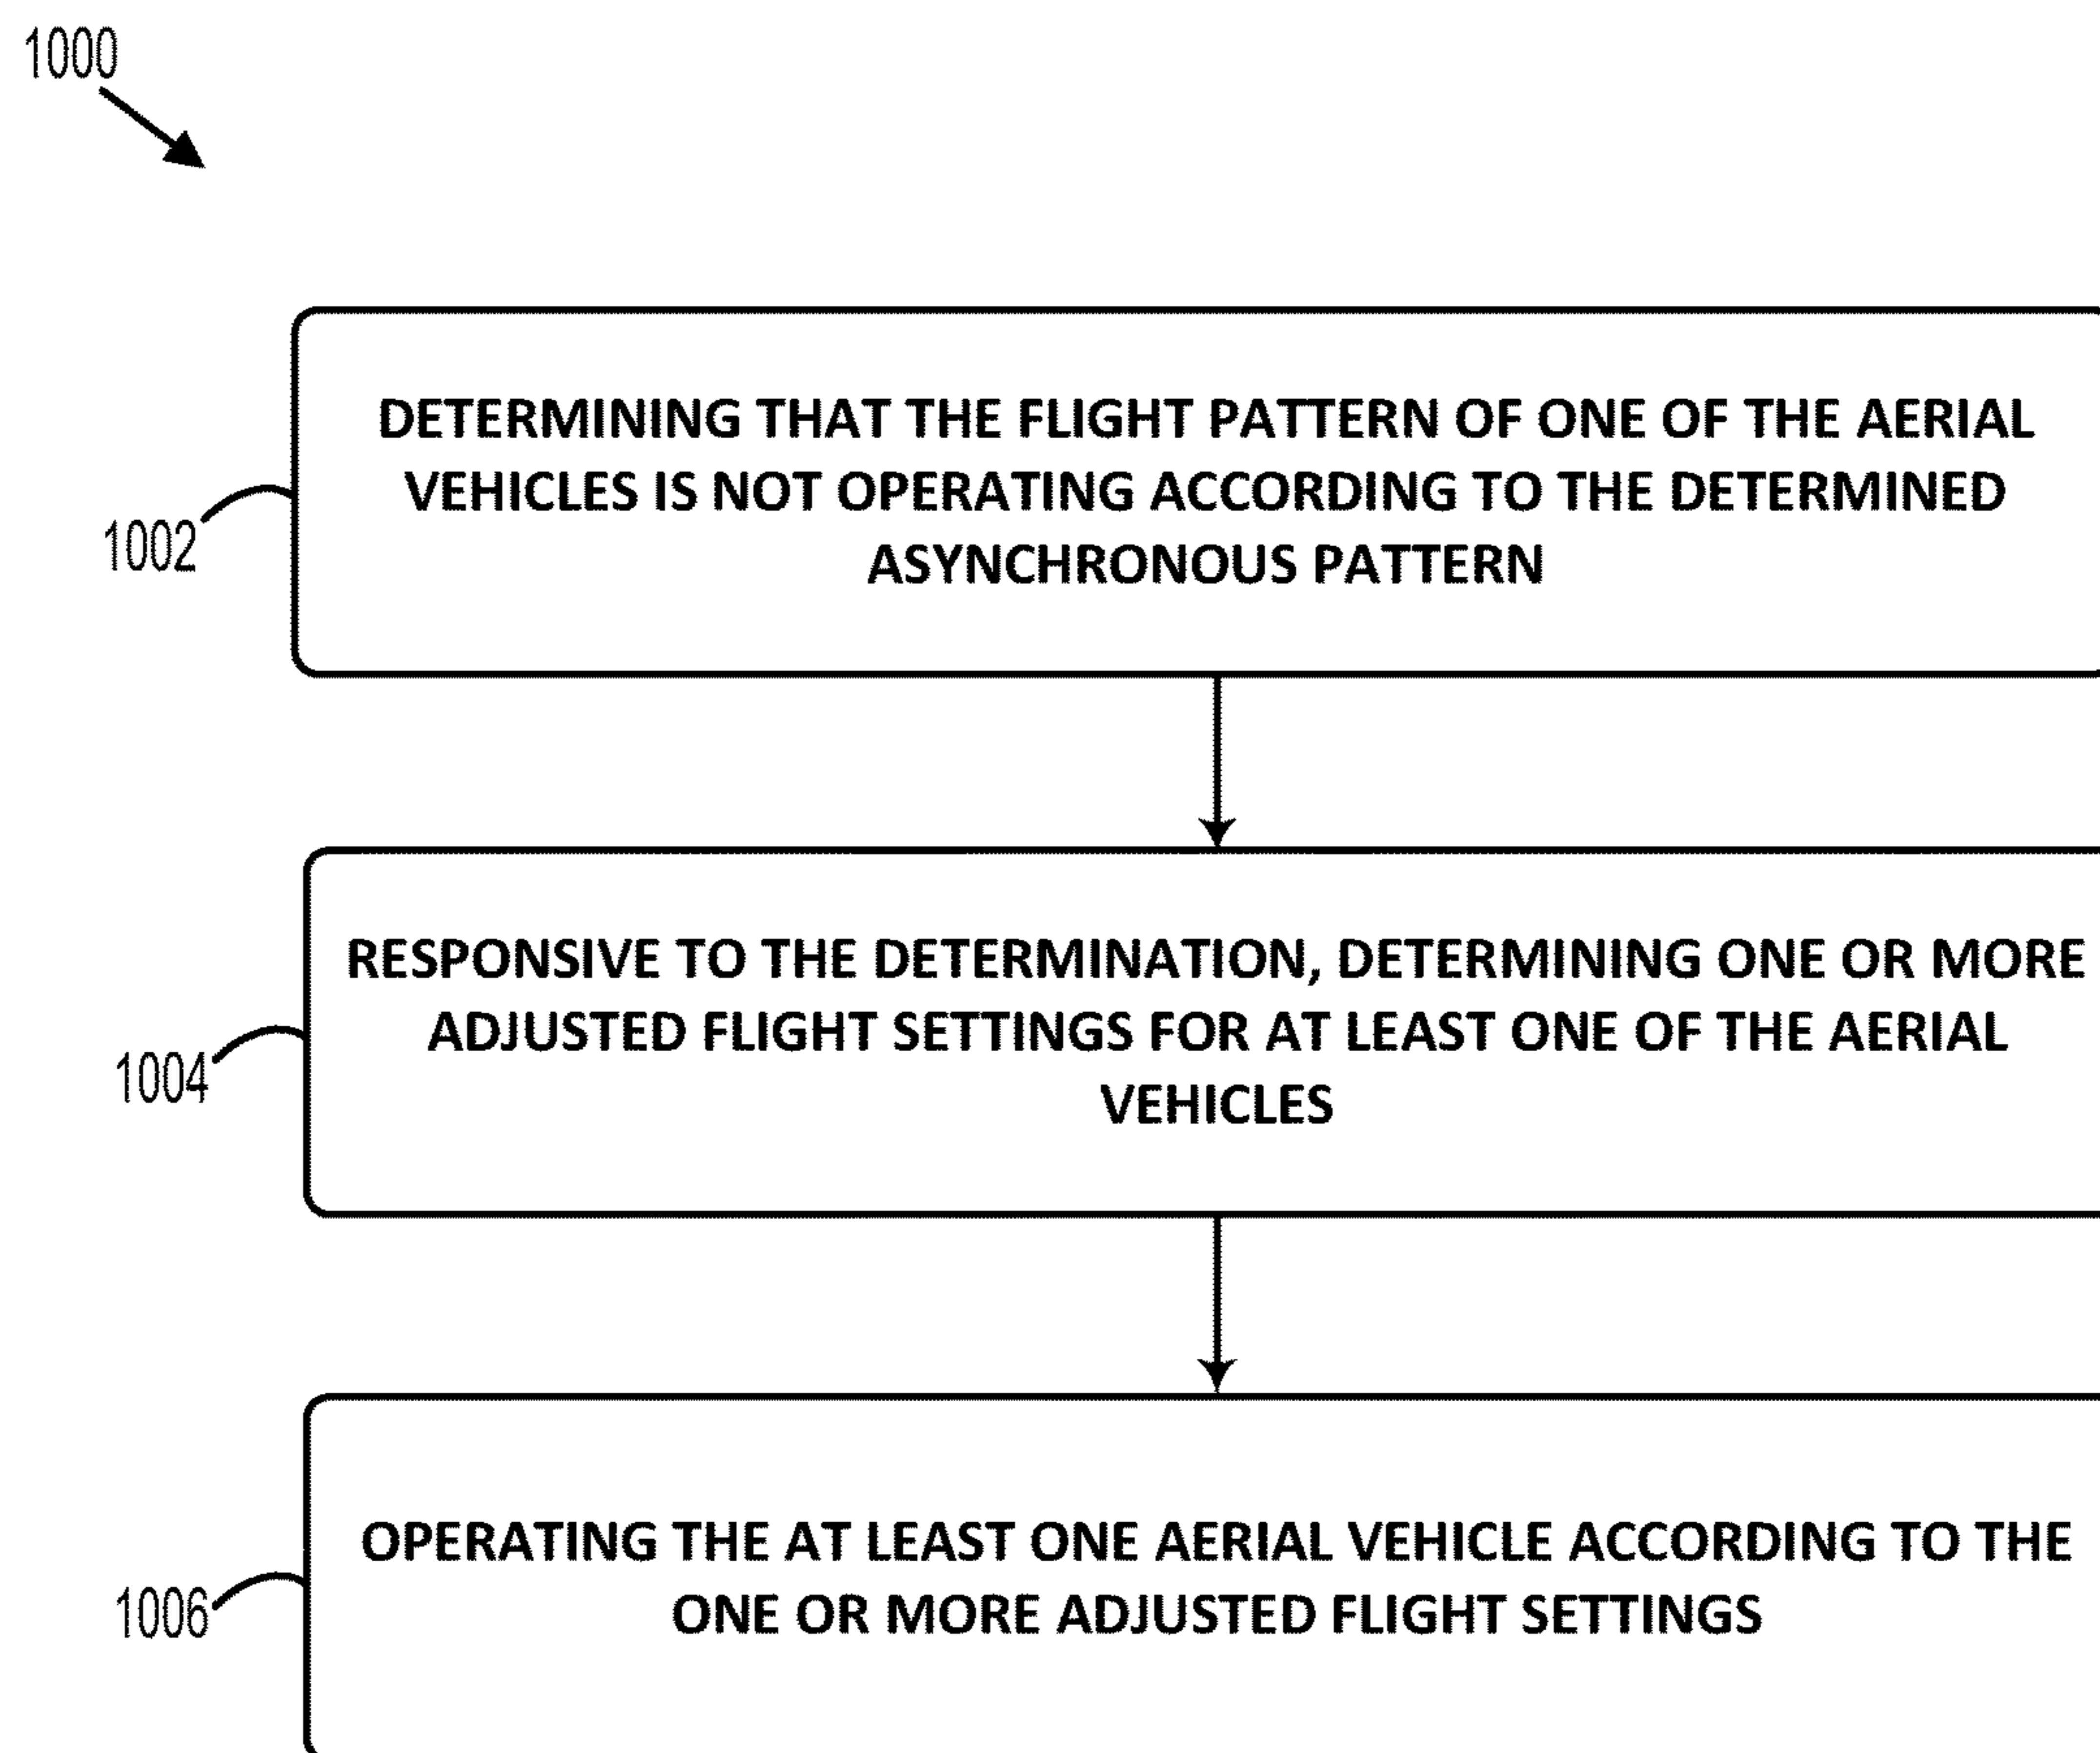 1000
DETERMINING THAT THE FLIGHT PATTERN OF ONE OF THE AERIAL
VEHICLES IS NOT OPERATING ACCORDING TO THE DETERMINED
ASYNCHRONOUS PATTERN
1002
RESPONSIVE TO THE DETERMINATION, DETERMINING ONE OR MORE
ADJUSTED FLIGHT SETTINGS FOR AT LEAST ONE OF THE AERIAL
VEHICLES
1004
OPERATING THE AT LEAST ONE AERIAL VEHICLE ACCORDING TO THE
ONE OR MORE ADJUSTED FLIGHT SETTINGS
1006